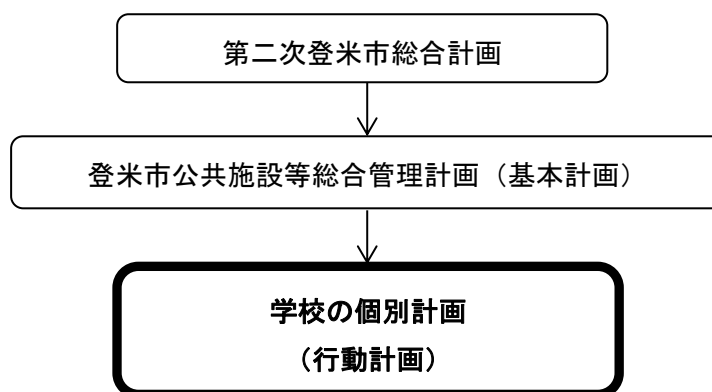 第二次登米市総合計画
登米市公共施設等総合管理計画（基本計画）
学校の個別計画
（行動計画）